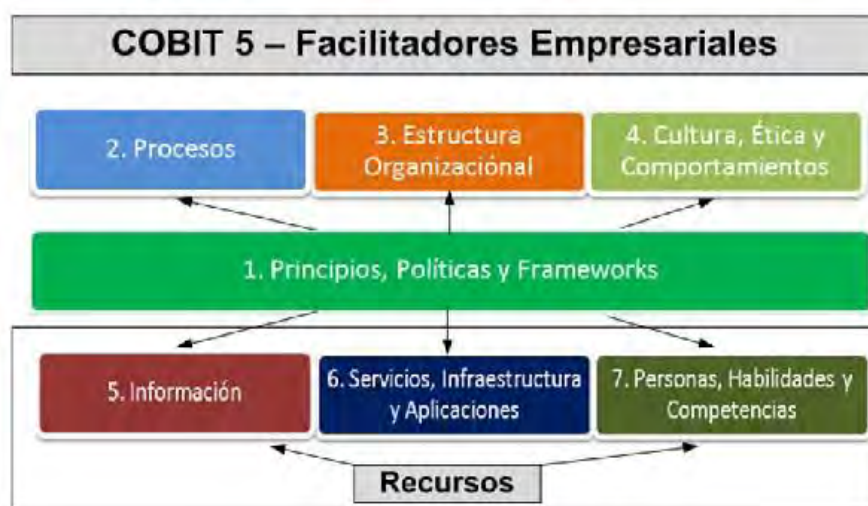 COBIT 5 – Facilitadores Empresariales
2. Procesos
3. Estructura
Organizaciónal
4. Cultura, Ética y
Comportamientos
1. Principios, Políticas y Frameworks
5. Información
6. Servicios, Infraestructura
y Aplicaciones
7. Personas, Habilidades y
Competencias
Recursos